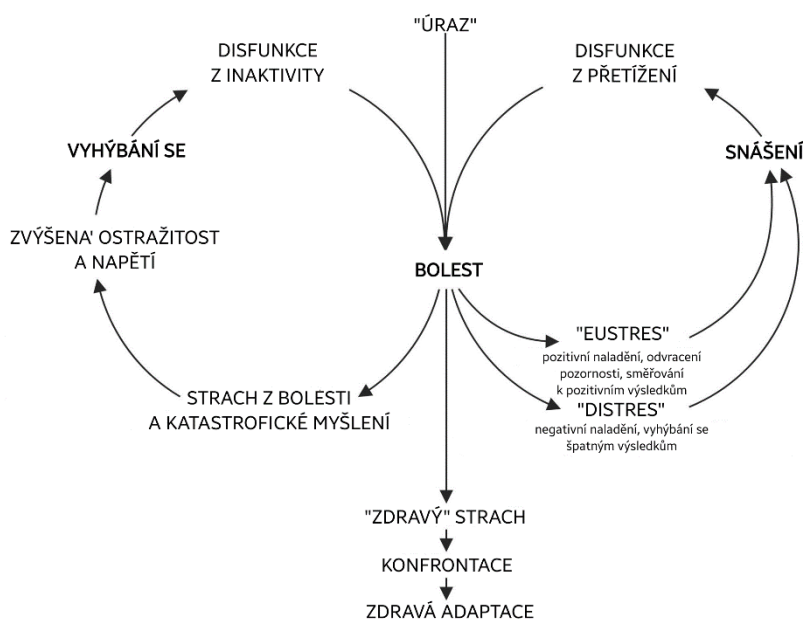 "ÚRAZ"
DISFUNKCE
Z INAKTIVITY
DISFUNKCE
Z PŘETÍŽENÍ
VYHÝBÁNÍ SE
SNÁŠENÍ
ZVÝŠENA' OSTRAŽITOST
A NAPĚTÍ
BOLEST
"EUSTRES"
pozitivní naladění, odvracení
pozornosti, směřování
k pozitivním výsledkům
STRACH Z BOLESTI
A KATASTROFICKÉ MYŠLENÍ
"DISTRES"
negativní naladění, vyhýbání se
špatným výsledkům
"ZDRAVÝ" STRACH
KONFRONTACE
ZDRAVÁ ADAPTACE